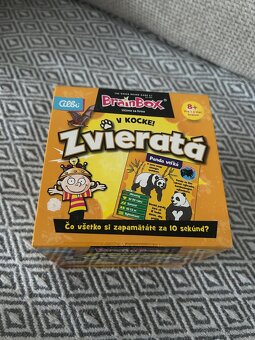 Albi
BrainBox
8+
V KOCKE!
Zvieratá
Panda veľká
Čo všetko si zapamätáte za 10 sekúnd?